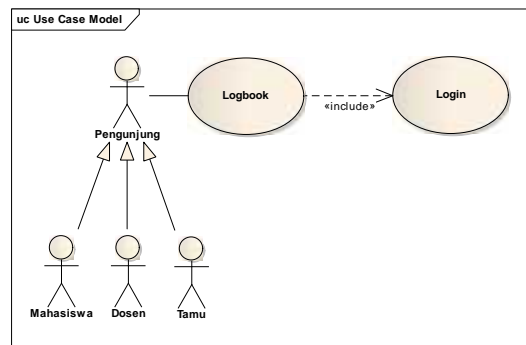 uc Use Case Model
Logbook
Login
«include»
Pengunjung
Mahasiswa
Dosen
Tamu